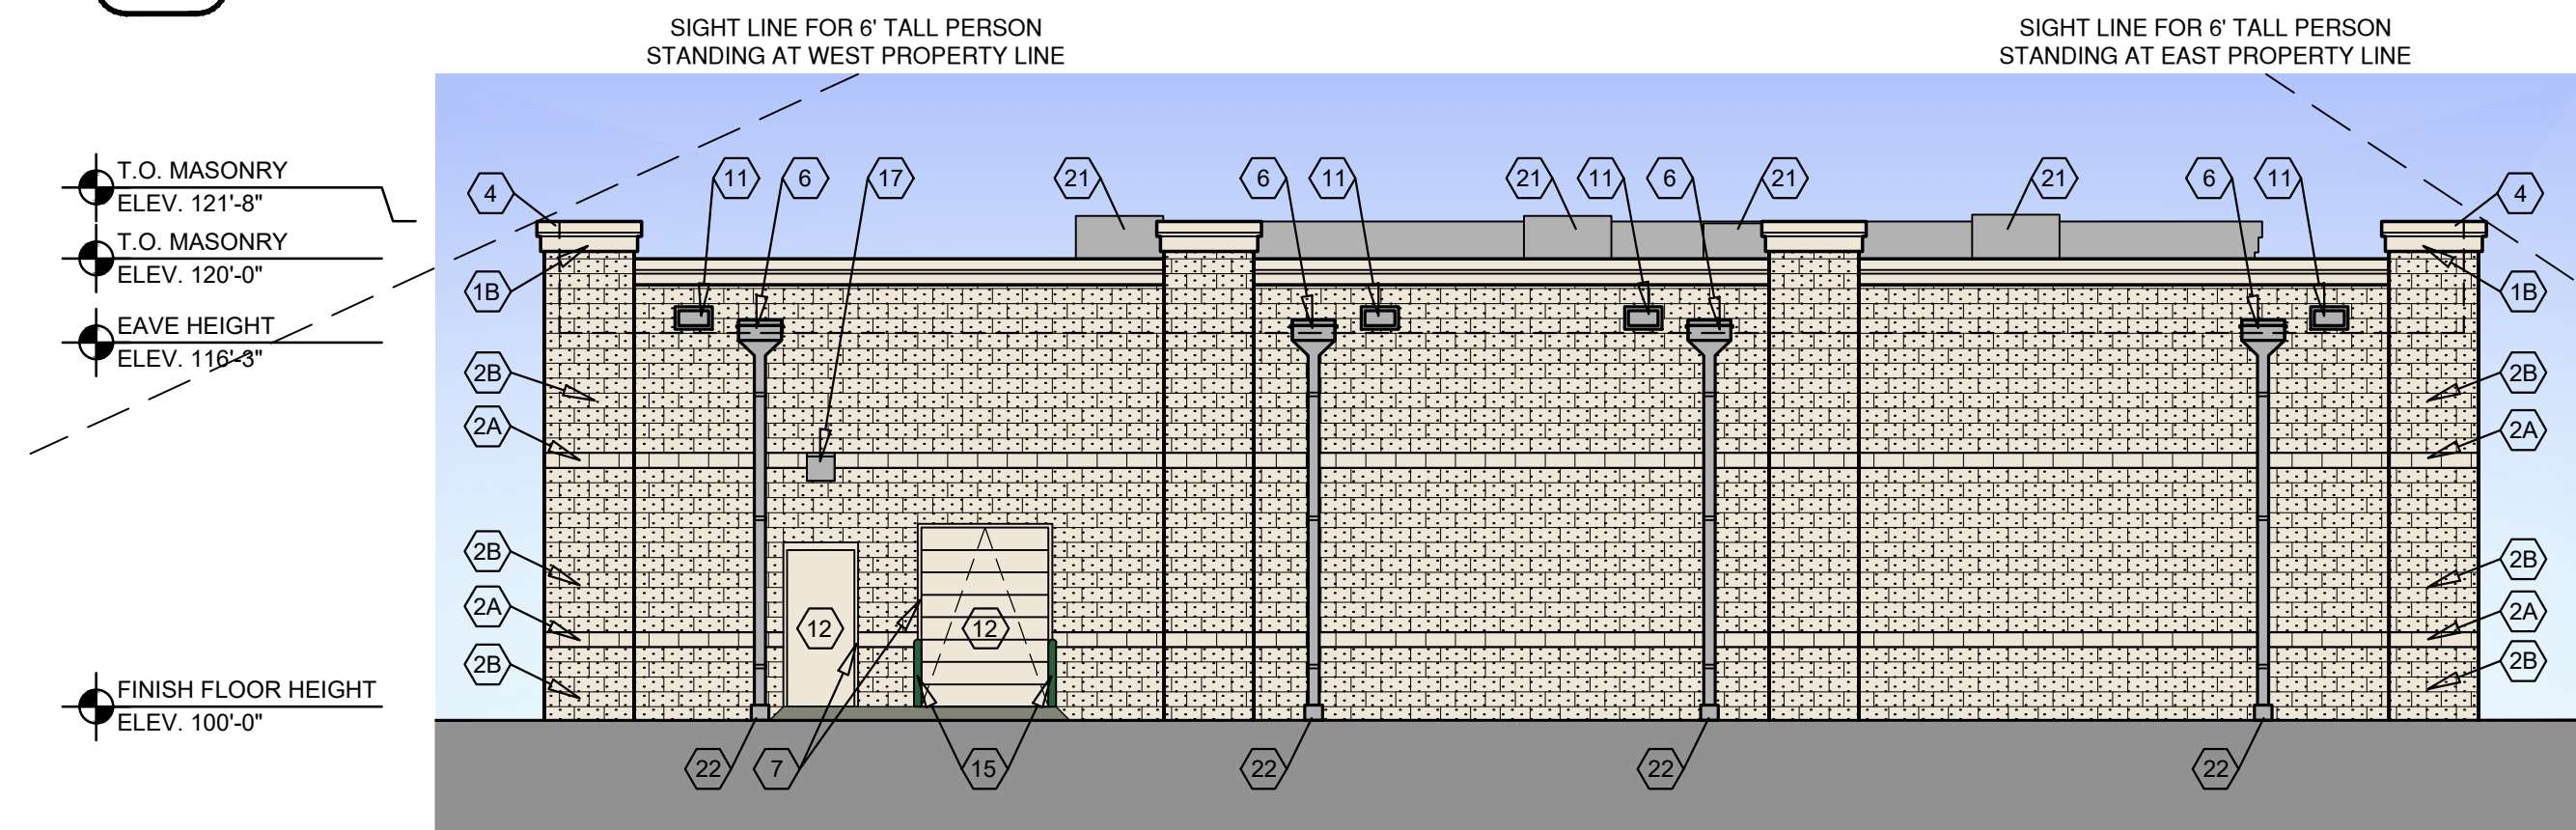 SIGHT LINE FOR 6' TALL PERSON
STANDING AT WEST PROPERTY LINE
SIGHT LINE FOR 6' TALL PERSON
STANDING AT EAST PROPERTY LINE
T.O. MASONRY
ELEV. 121'-8"
T.O. MASONRY
ELEV. 120'-0"
EAVE HEIGHT
ELEV. 116'-3"
FINISH FLOOR HEIGHT
ELEV. 100'-0"
4
11
6
17
21
6
11
21
11
6
21
21
6
11
4
1B
1B
2B
2B
2A
2A
2B
2B
2A
2A
2B
2B
12
12
22
7
15
22
22
22